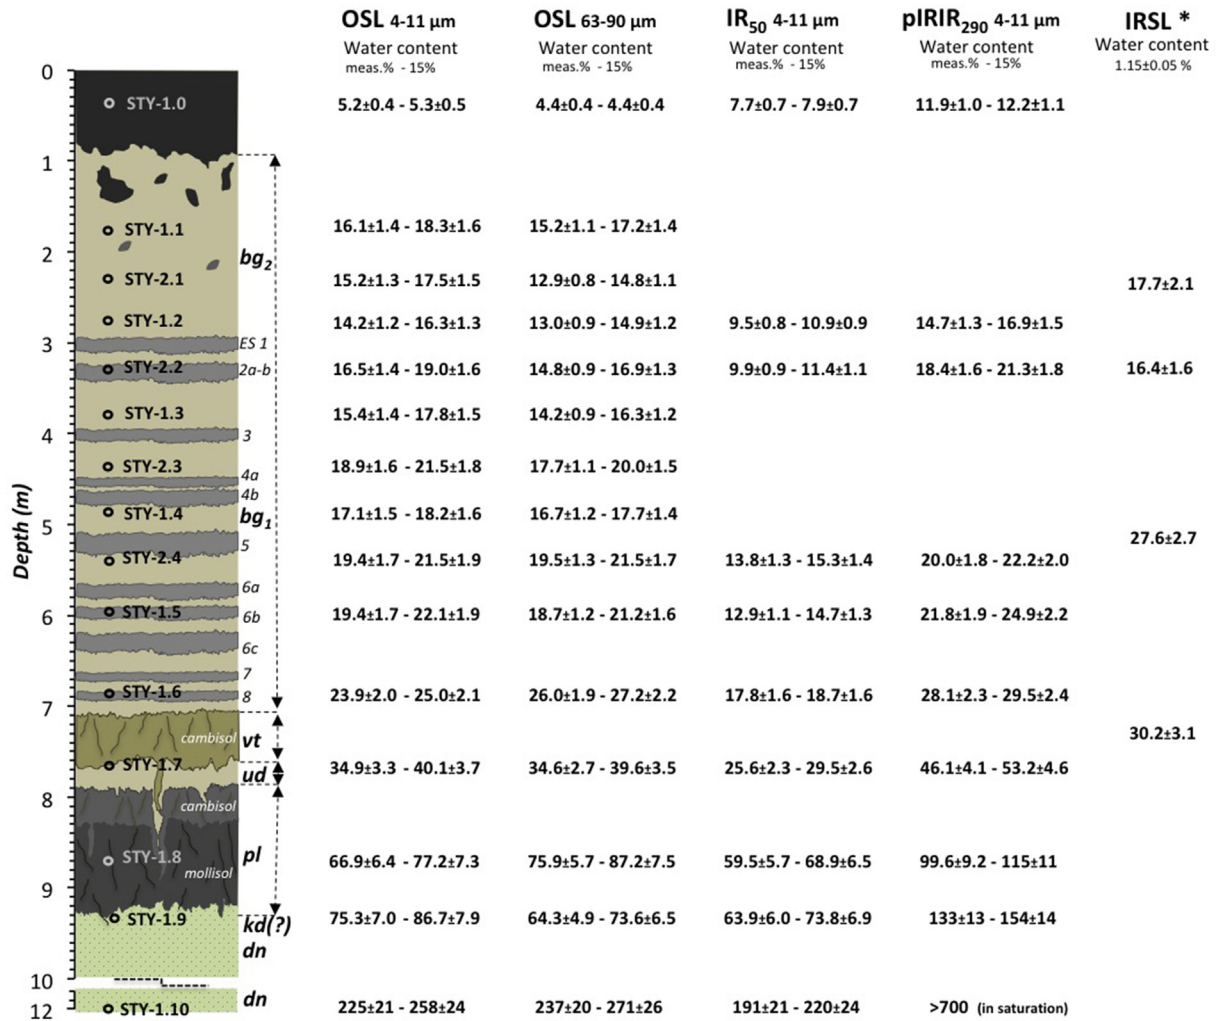 OSL 4-11 µm OSL 63-90 µm IR50 4-11 µm pIRIR290 4-11 µm IRSL *
Water content Water content Water content Water content Water content
meas.% - 15% meas.% - 15% meas.% - 15% meas.% - 15% 1.15±0.05 %
0
STY-1.0 5.2±0.4 - 5.3±0.5 4.4±0.4 - 4.4±0.4 7.7±0.7 - 7.9±0.7 11.9±1.0 - 12.2±1.1
1
STY-1.1 16.1±1.4 - 18.3±1.6 15.2±1.1 - 17.2±1.4
2 bg2
STY-2.1 15.2±1.3 - 17.5±1.5 12.9±0.8 - 14.8±1.1 17.7±2.1
STY-1.2 14.2±1.2 - 16.3±1.3 13.0±0.9 - 14.9±1.2 9.5±0.8 - 10.9±0.9 14.7±1.3 - 16.9±1.5
3 ES 1
STY-2.2 2a-b 16.5±1.4 - 19.0±1.6 14.8±0.9 - 16.9±1.3 9.9±0.9 - 11.4±1.1 18.4±1.6 - 21.3±1.8 16.4±1.6
STY-1.3 15.4±1.4 - 17.8±1.5 14.2±0.9 - 16.3±1.2
4 3
STY-2.3 18.9±1.6 - 21.5±1.8 17.7±1.1 - 20.0±1.5
4a
4b
STY-1.4 bg1 17.1±1.5 - 18.2±1.6 16.7±1.2 - 17.7±1.4
Depth (m)
5 5 27.6±2.7
STY-2.4 19.4±1.7 - 21.5±1.9 19.5±1.3 - 21.5±1.7 13.8±1.3 - 15.3±1.4 20.0±1.8 - 22.2±2.0
6a
STY-1.5 6b 19.4±1.7 - 22.1±1.9 18.7±1.2 - 21.2±1.6 12.9±1.1 - 14.7±1.3 21.8±1.9 - 24.9±2.2
6
6c
7
STY-1.6 8 23.9±2.0 - 25.0±2.1 26.0±1.9 - 27.2±2.2 17.8±1.6 - 18.7±1.6 28.1±2.3 - 29.5±2.4
7
cambisol vt 30.2±3.1
STY-1.7 ud 34.9±3.3 - 40.1±3.7 34.6±2.7 - 39.6±3.5 25.6±2.3 - 29.5±2.6 46.1±4.1 - 53.2±4.6
8 cambisol
STY-1.8 pl 66.9±6.4 - 77.2±7.3 75.9±5.7 - 87.2±7.5 59.5±5.7 - 68.9±6.5 99.6±9.2 - 115±11
mollisol
9
STY-1.9 kd(?) 75.3±7.0 - 86.7±7.9 64.3±4.9 - 73.6±6.5 63.9±6.0 - 73.8±6.9 133±13 - 154±14
dn
10
dn
12 STY-1.10 225±21 - 258±24 237±20 - 271±26 191±21 - 220±24 >700 (in saturation)